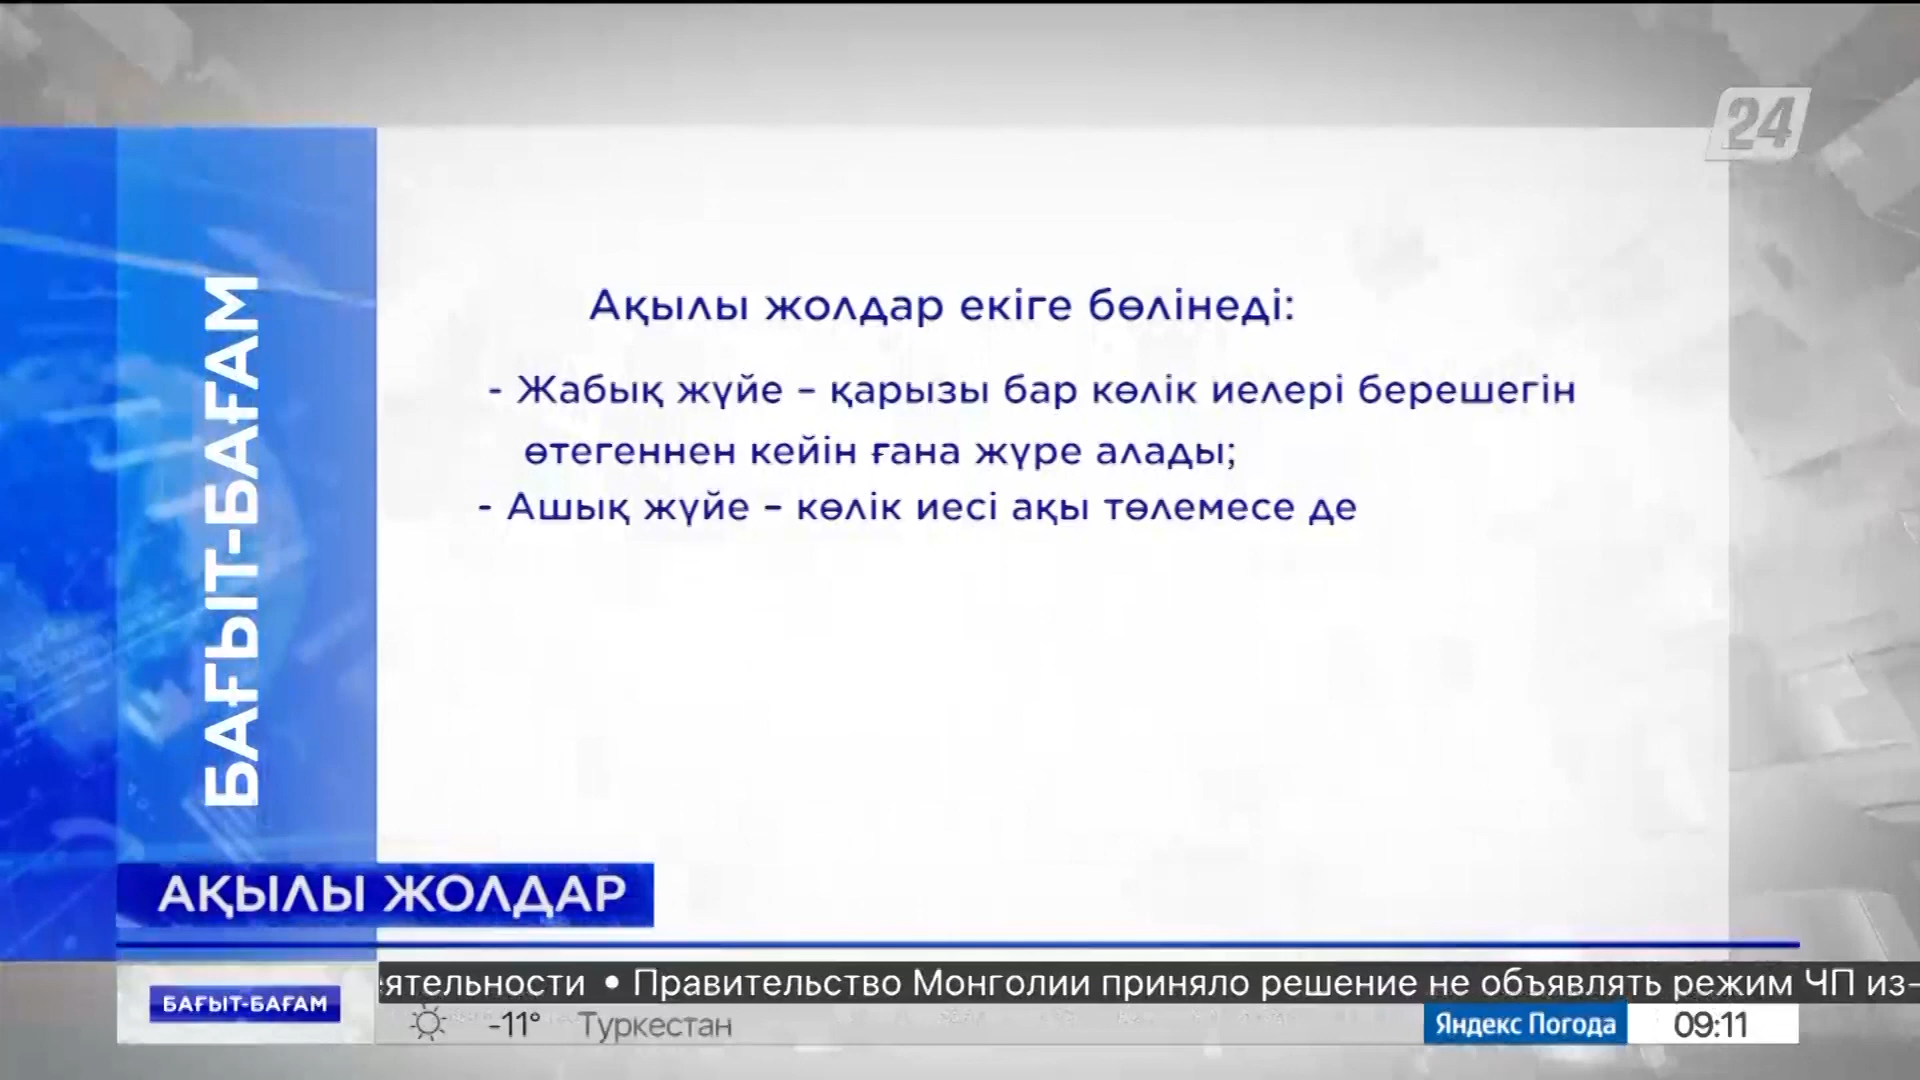 24
БАҒЫТ-БАҒАМ
Ақылы жолдар екіге бөлінеді:
- Жабық жүйе – қарызы бар көлік иелері берешегін
өтегеннен кейін ғана жүре алады;
- Ашық жүйе – көлік иесі ақы төлемесе де
АҚЫЛЫ ЖОЛДАР
БАҒЫТ-БАҒАМ
еятельности • Правительство Монголии приняло решение не объявлять режим ЧП из-
-11° Туркестан
Яндекс Погода
09:11